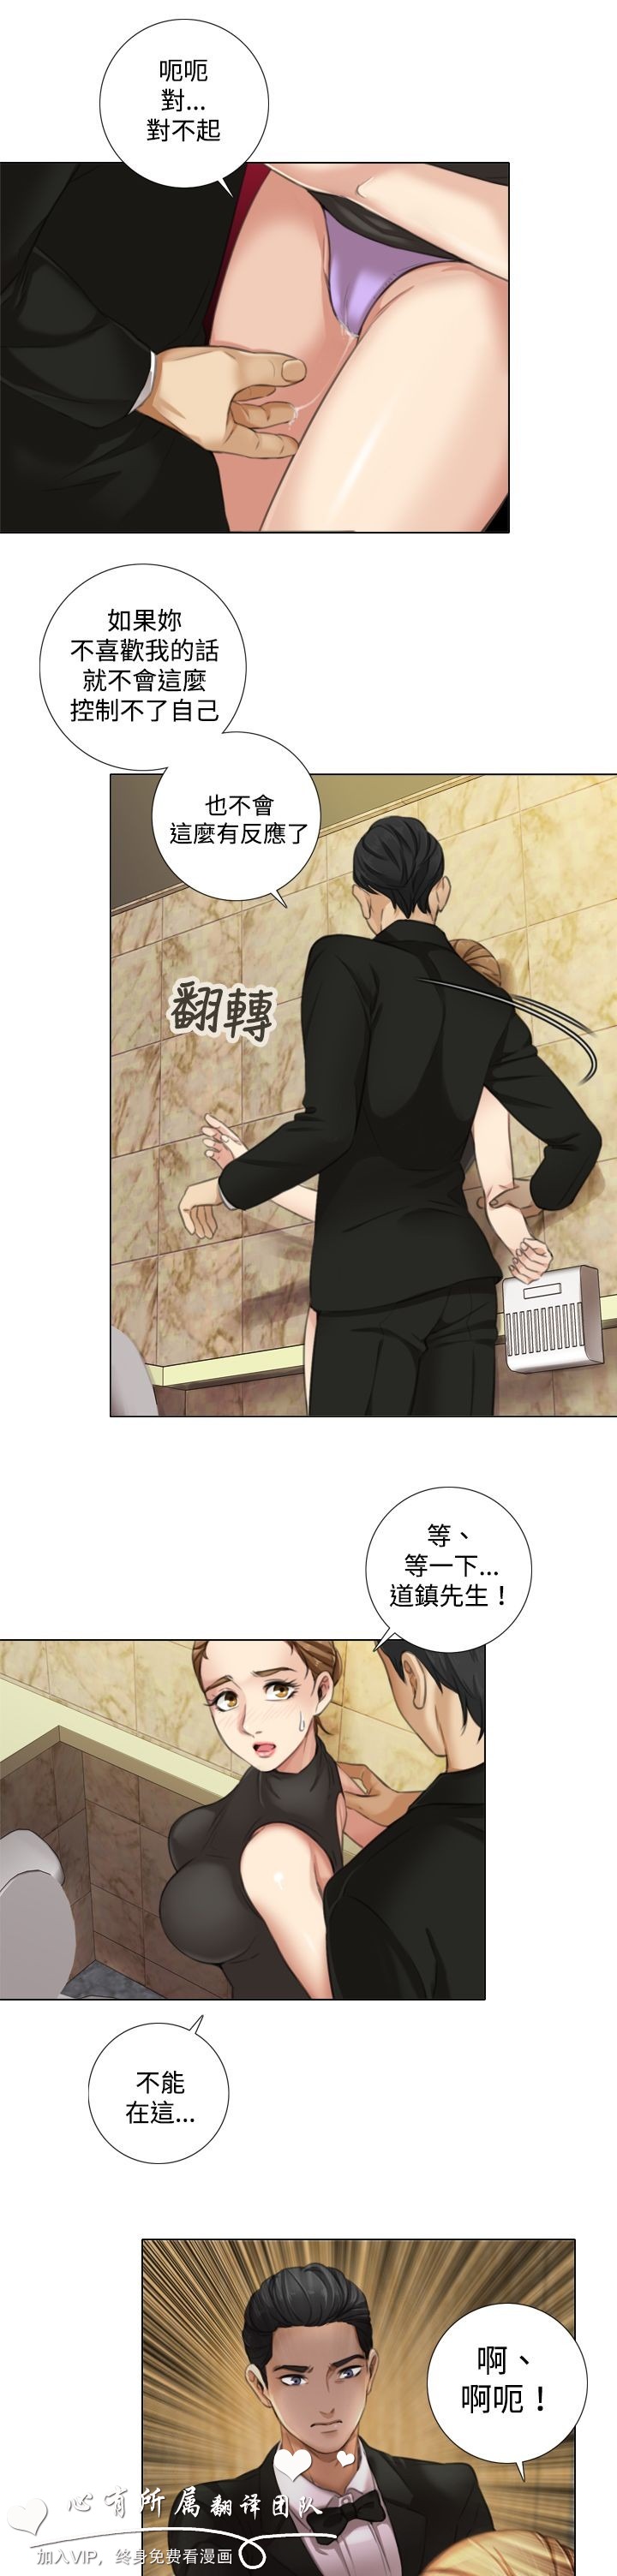 呃呃
對...
對不起
如果妳
不喜歡我的話
就不會這麼
控制不了自己
也不會
這麼有反應了
翻轉
等、
等一下...
道鎮先生！
不能
在這...
啊、
啊呃！
心有所属翻译团队
加入VIP，终身免费看漫画